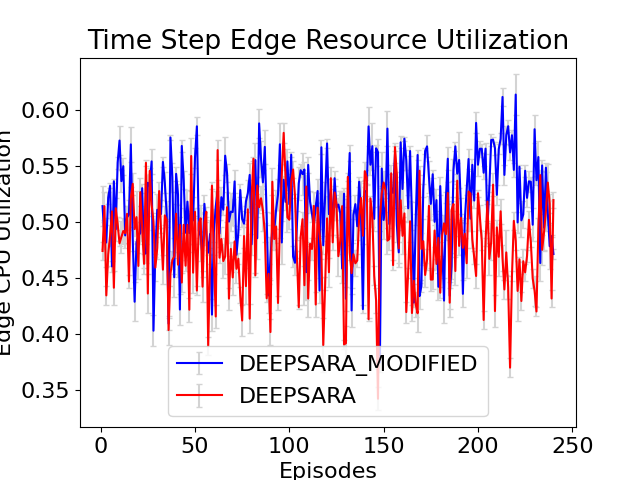 Time Step Edge Resource Utilization
Edge CPU Utilization
0.60
0.55
0.50
0.45
0.40
0.35
DEEPSARA_MODIFIED
DEEPSARA
0 50 100 150 200 250
Episodes